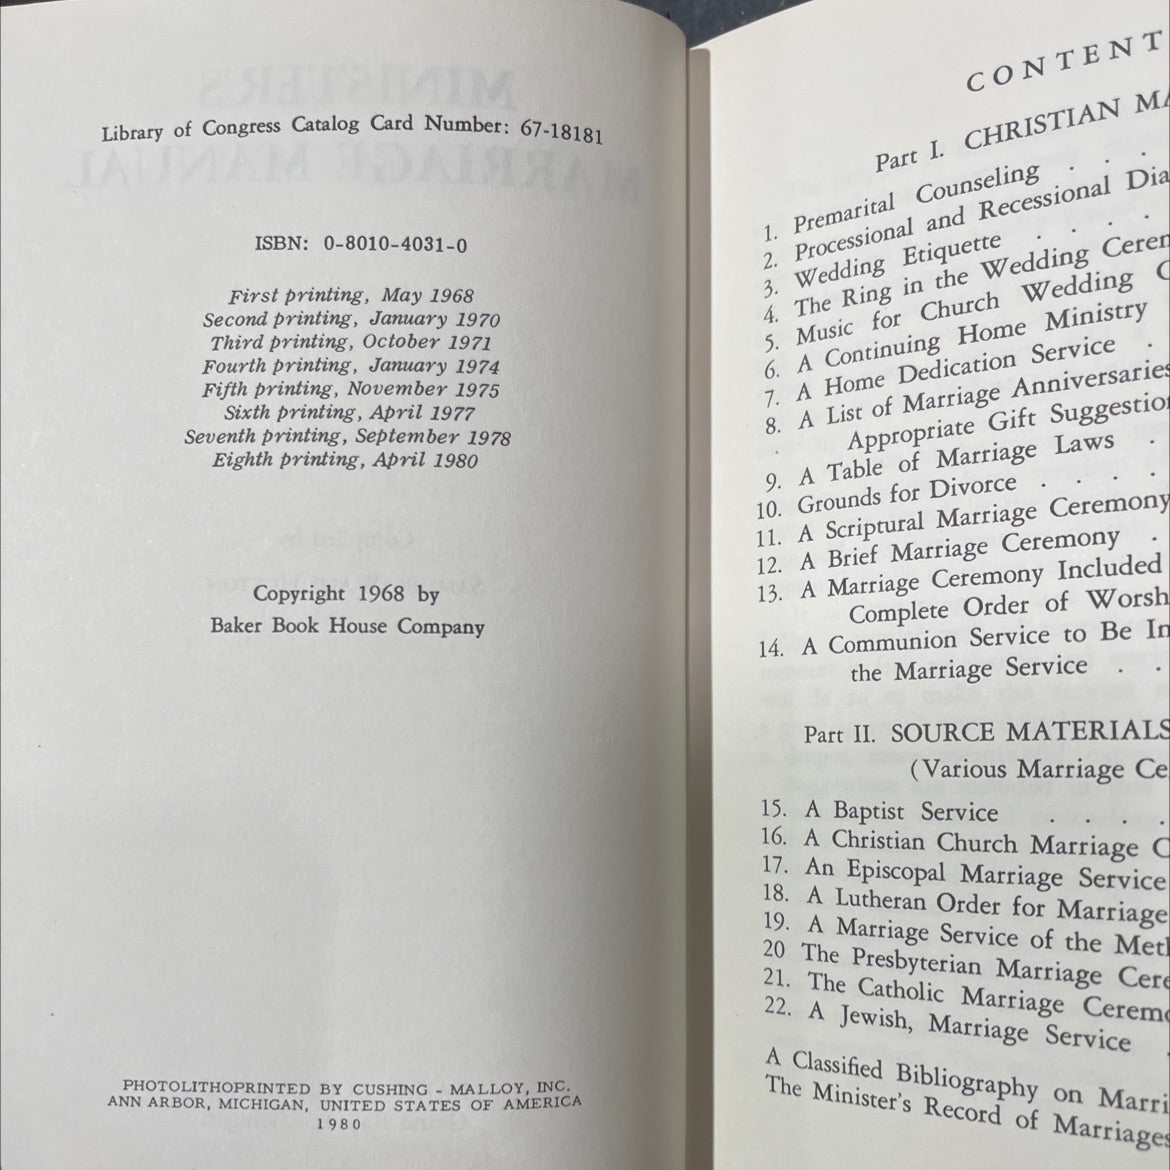 Library of Congress Catalog Card Number: 67-18181
ISBN: 0-8010-4031-0
First printing, May 1968
Second printing, January 1970
Third printing, October 1971
Fourth printing, January 1974
Fifth printing, November 1975
Sixth printing, April 1977
Seventh printing, September 1978
Eighth printing, April 1980
Copyright 1968 by
Baker Book House Company
PHOTOLITHOPRINTED BY CUSHING - MALLOY, INC.
ANN ARBOR, MICHIGAN, UNITED STATES OF AMERICA
1980
CONTENT
Part I. CHRISTIAN MA
1. Premarital Counseling . . .
2. Processional and Recessional Dia
3. Wedding Etiquette . . . .
4. The Ring in the Wedding Cerem
5. Music for Church Wedding C
6. A Continuing Home Ministry
7. A Home Dedication Service .
8. A List of Marriage Anniversaries
Appropriate Gift Suggestion
9. A Table of Marriage Laws .
10. Grounds for Divorce . . . .
11. A Scriptural Marriage Ceremony
12. A Brief Marriage Ceremony .
13. A Marriage Ceremony Included
Complete Order of Worsh
14. A Communion Service to Be In
the Marriage Service . .
Part II. SOURCE MATERIALS
(Various Marriage Ce
15. A Baptist Service . . . .
16. A Christian Church Marriage C
17. An Episcopal Marriage Service
18. A Lutheran Order for Marriage
19. A Marriage Service of the Meth
20 The Presbyterian Marriage Cere
21. The Catholic Marriage Ceremo
22. A Jewish, Marriage Service .
A Classified Bibliography on Marri
The Minister's Record of Marriages